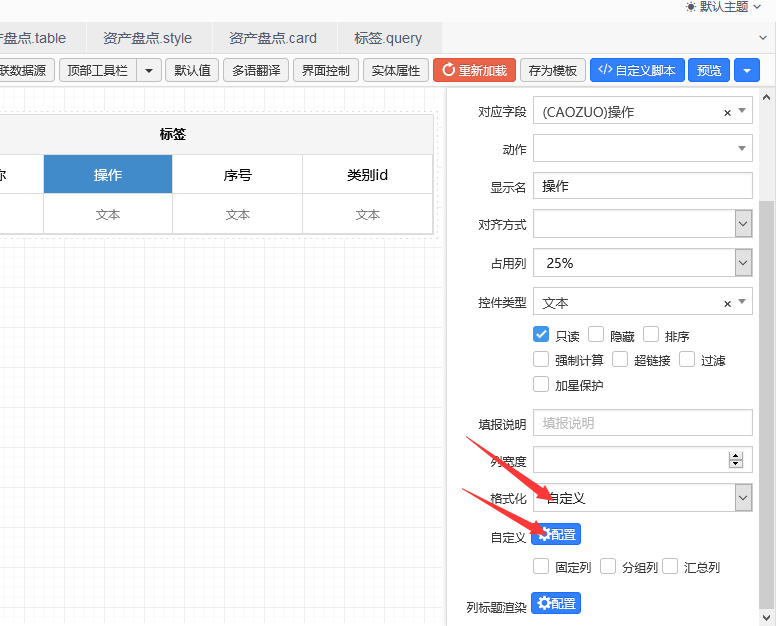 默认主题
资产盘点.table 资产盘点.style 资产盘点.card 标签.query
联数据源 顶部工具栏 默认值 多语翻译 界面控制 实体属性 重新加载 存为模板 </> 自定义脚本 预览
标签
操作 序号 类别id
文本 文本 文本
对应字段 (CAOZUO)操作
动作
显示名 操作
对齐方式
占用列 25%
控件类型 文本
只读 隐藏 排序
强制计算 超链接 过滤
加星保护
填报说明 填报说明
列宽度
格式化 自定义
自定义 配置
固定列 分组列 汇总列
列标题渲染 配置